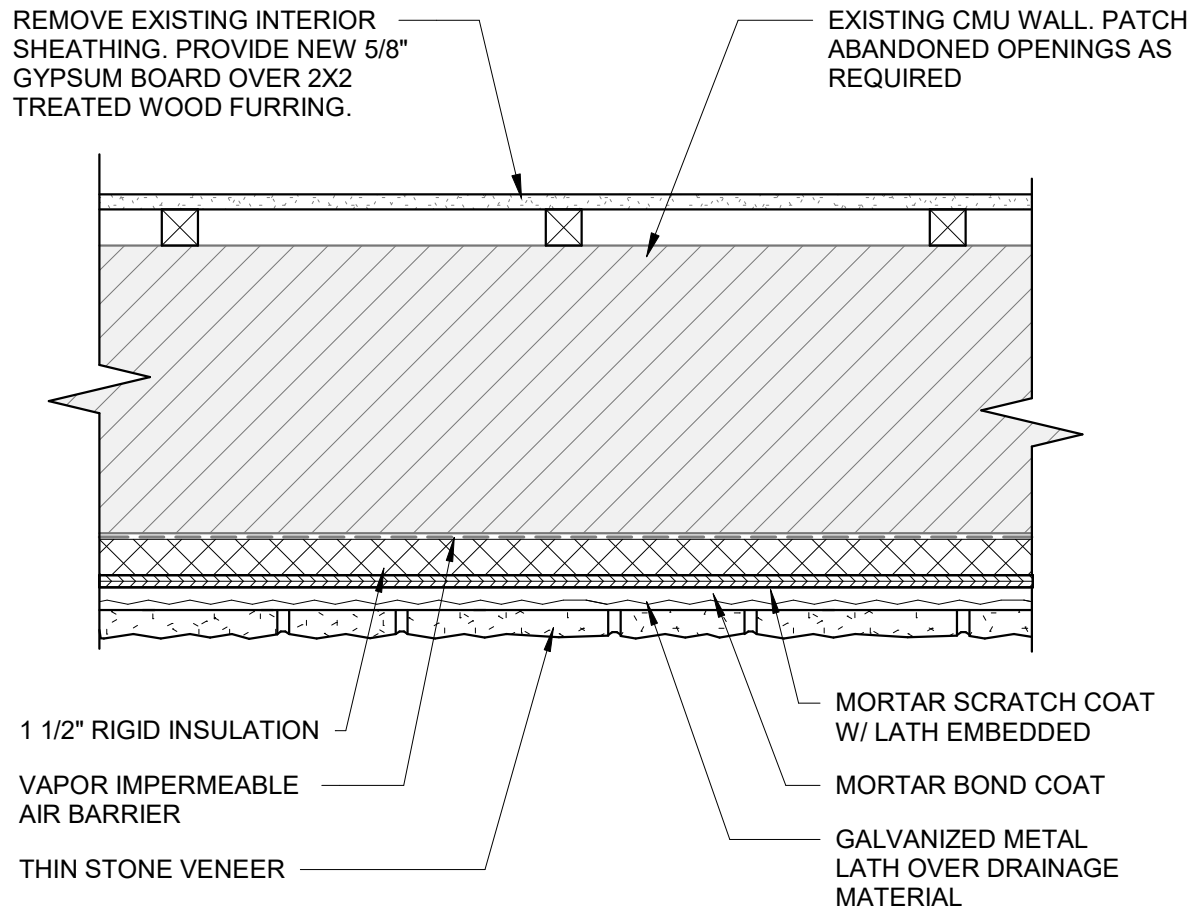 REMOVE EXISTING INTERIOR
SHEATHING. PROVIDE NEW 5/8"
GYPSUM BOARD OVER 2X2
TREATED WOOD FURRING.
EXISTING CMU WALL. PATCH
ABANDONED OPENINGS AS
REQUIRED
1 1/2" RIGID INSULATION
VAPOR IMPERMEABLE
AIR BARRIER
THIN STONE VENEER
MORTAR SCRATCH COAT
W/ LATH EMBEDDED
MORTAR BOND COAT
GALVANIZED METAL
LATH OVER DRAINAGE
MATERIAL